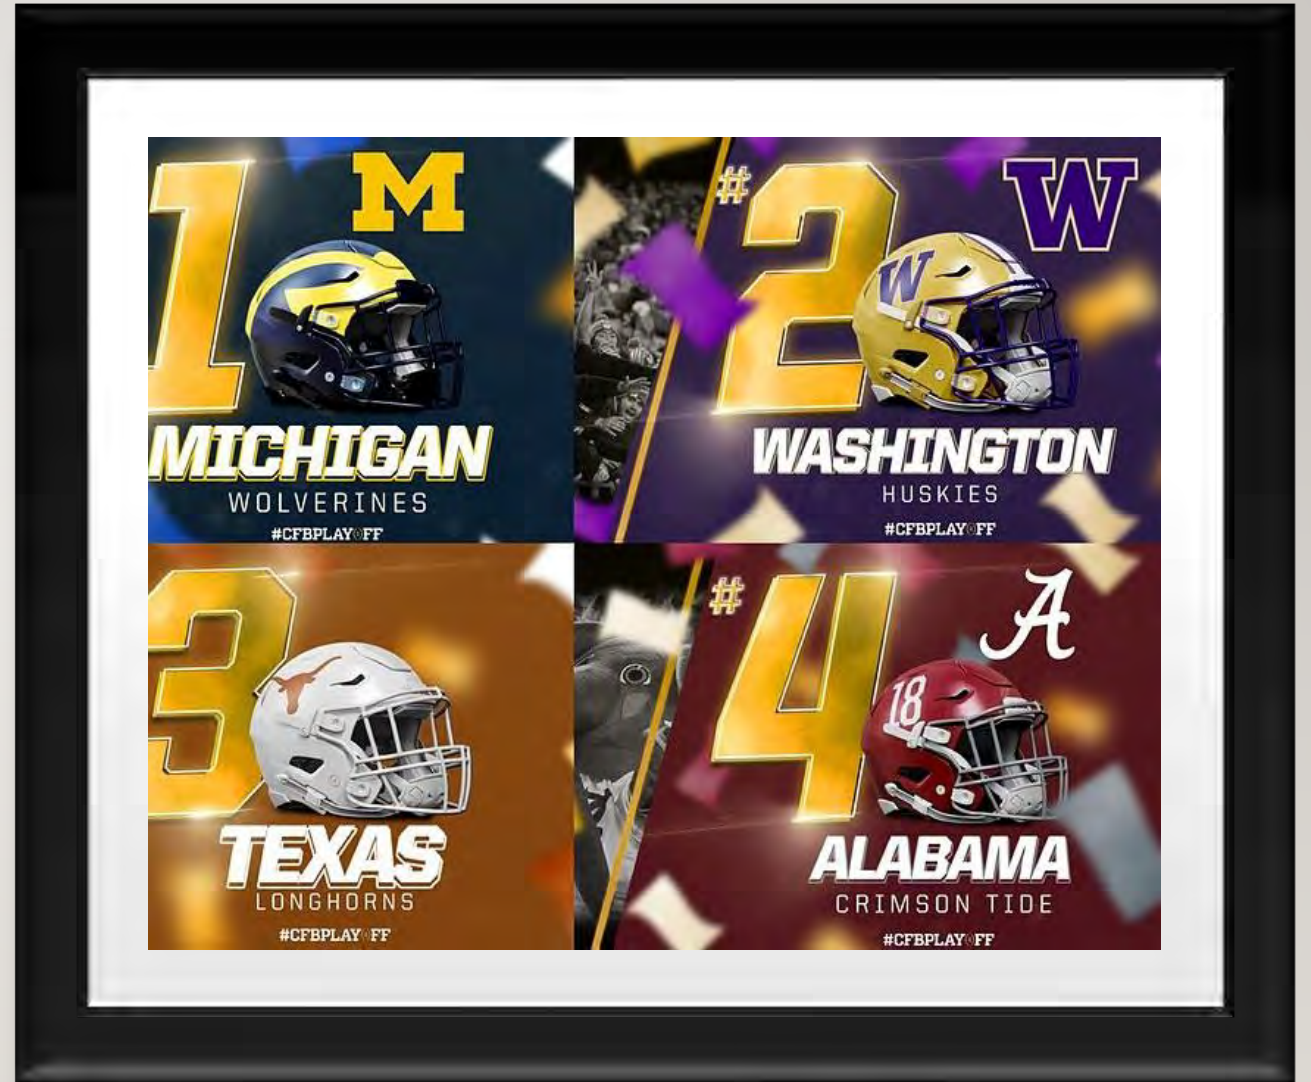 1
M
MICHIGAN
WOLVERINES
#CFBPLAYOFF
#2
W
W
WASHINGTON
HUSKIES
#CFBPLAYOFF
3
TEXAS
LONGHORNS
#CFBPLAYOFF
#4
A
18
ALABAMA
CRIMSON TIDE
#CFBPLAYOFF